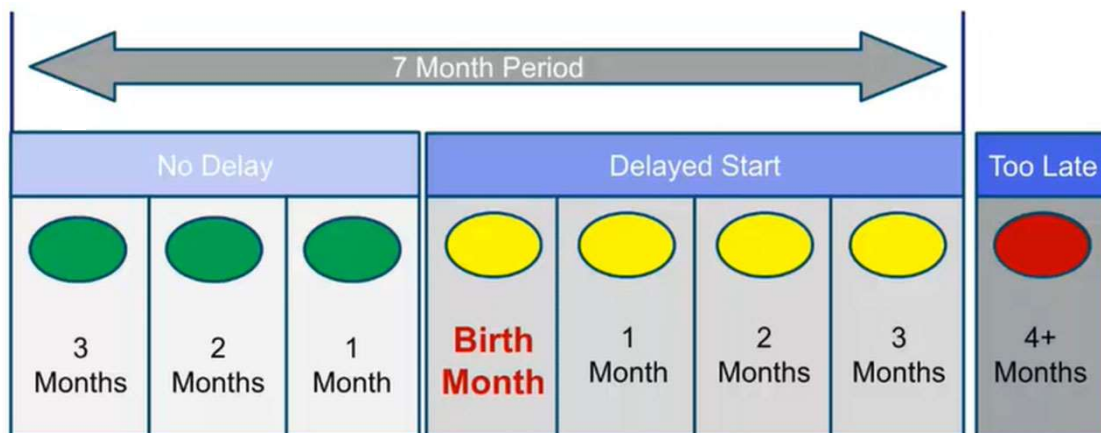 7 Month Period
No Delay
Delayed Start
Too Late
3
Months
2
Months
1
Month
Birth
Month
1
Month
2
Months
3
Months
4+
Months